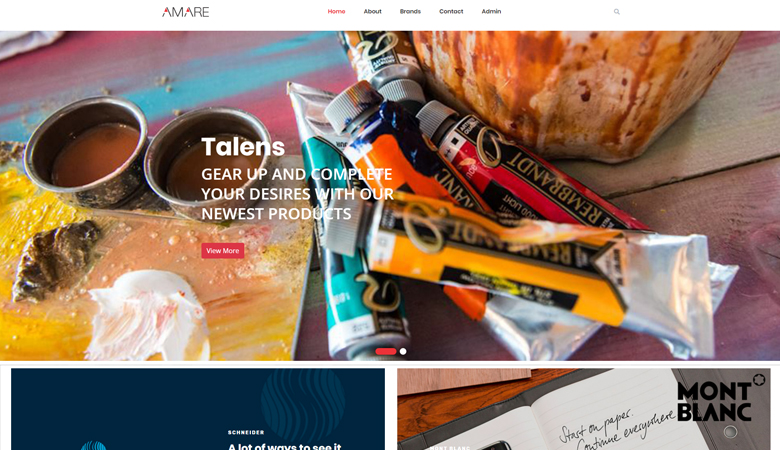 AMARE
Home About Brands Contact Admin
Talens
GEAR UP AND COMPLETE
YOUR DESIRES WITH OUR
NEWEST PRODUCTS
View More
REMBRANDT
REMBRANDT
SCHNEIDER
A lot of ways to see it
MONT
BLANC
Start on paper.
Continue everywhere
MONT BLANC